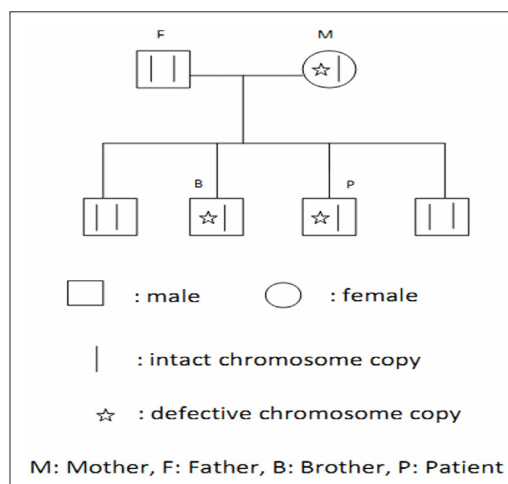 F M
B P
: male : female
: intact chromosome copy
: defective chromosome copy
M: Mother, F: Father, B: Brother, P: Patient